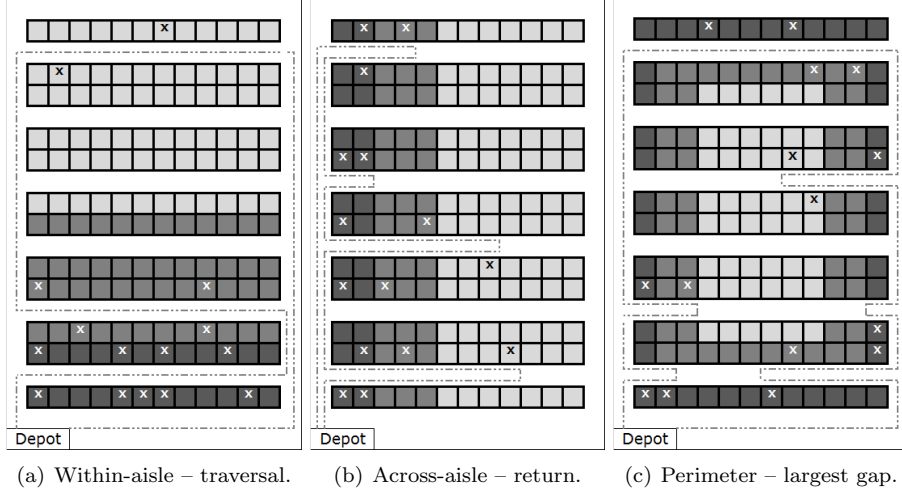 x x x x x
x x x x x
x x x x x
x x x x
x x x x x x
x x x x x x x
x x x x x x x x x
x x x x x x x x x
x x x x x x x x x x x
Depot Depot Depot
(a) Within-aisle – traversal. (b) Across-aisle – return. (c) Perimeter – largest gap.